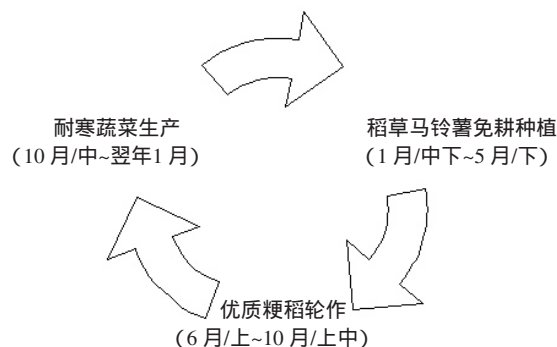 耐寒蔬菜生产
（10 月/中~翌年1 月）
稻草马铃薯免耕种植
（1 月/中下~5 月/下）
优质粳稻轮作
（6 月/上~10 月/上中）